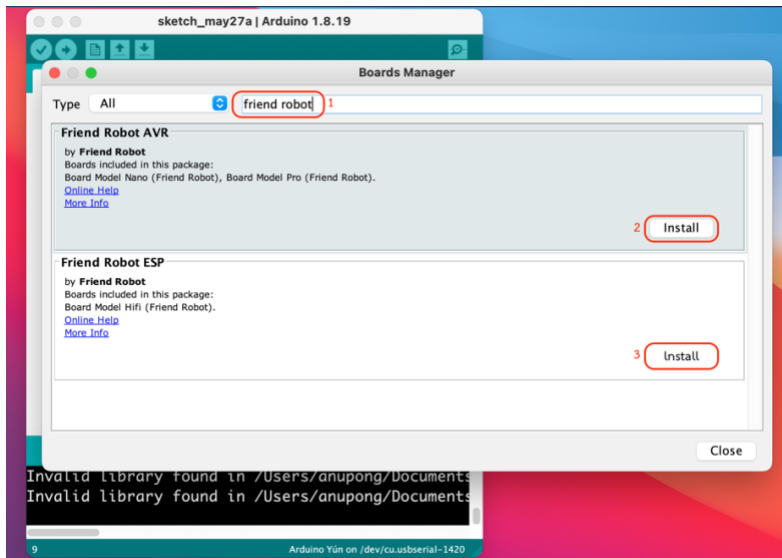 sketch_may27a | Arduino 1.8.19
Boards Manager
Type All friend robot 1
Friend Robot AVR
by Friend Robot
Boards included in this package:
Board Model Nano (Friend Robot), Board Model Pro (Friend Robot).
Online Help
More Info
2 Install
Friend Robot ESP
by Friend Robot
Boards included in this package:
Board Model Hifi (Friend Robot).
Online Help
More Info
3 Install
Close
Invalid library found in /Users/anupong/Documents
Invalid library found in /Users/anupong/Documents
9 Arduino Yún on /dev/cu.usbserial-1420